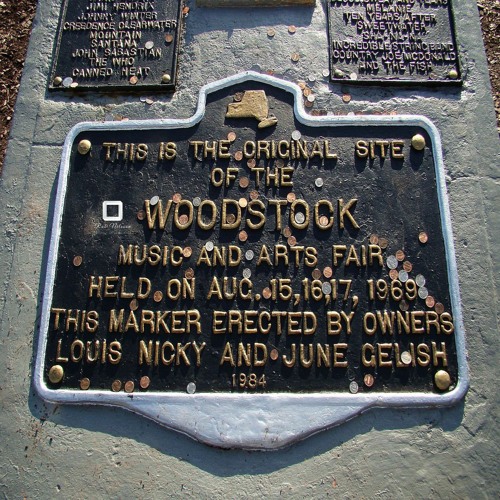 JIMI HENDRIX
JOHNNY WINTER
CREEDENCE CLEARWATER
MOUNTAIN
SANTANA
JOHN SABASTIAN
THE WHO
CANNED HEAT
MELANIE
TEN YEARS AFTER
SWEETWATER
SHA-NA-NA
INCREDIBLE STRING BAND
COUNTRY JOE MCDONALD
AND THE FISH
THIS IS THE ORIGINAL SITE
OF THE
WOODSTOCK
MUSIC AND ARTS FAIR
HELD ON AUG. 15,16,17, 1969
THIS MARKER ERECTED BY OWNERS
LOUIS NICKY AND JUNE GELISH
1984